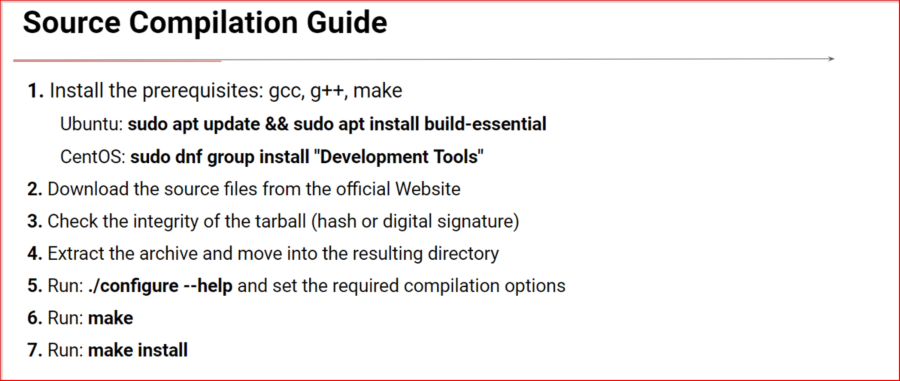 Source Compilation Guide
1. Install the prerequisites: gcc, g++, make
Ubuntu: sudo apt update && sudo apt install build-essential
CentOS: sudo dnf group install "Development Tools"
2. Download the source files from the official Website
3. Check the integrity of the tarball (hash or digital signature)
4. Extract the archive and move into the resulting directory
5. Run: ./configure --help and set the required compilation options
6. Run: make
7. Run: make install